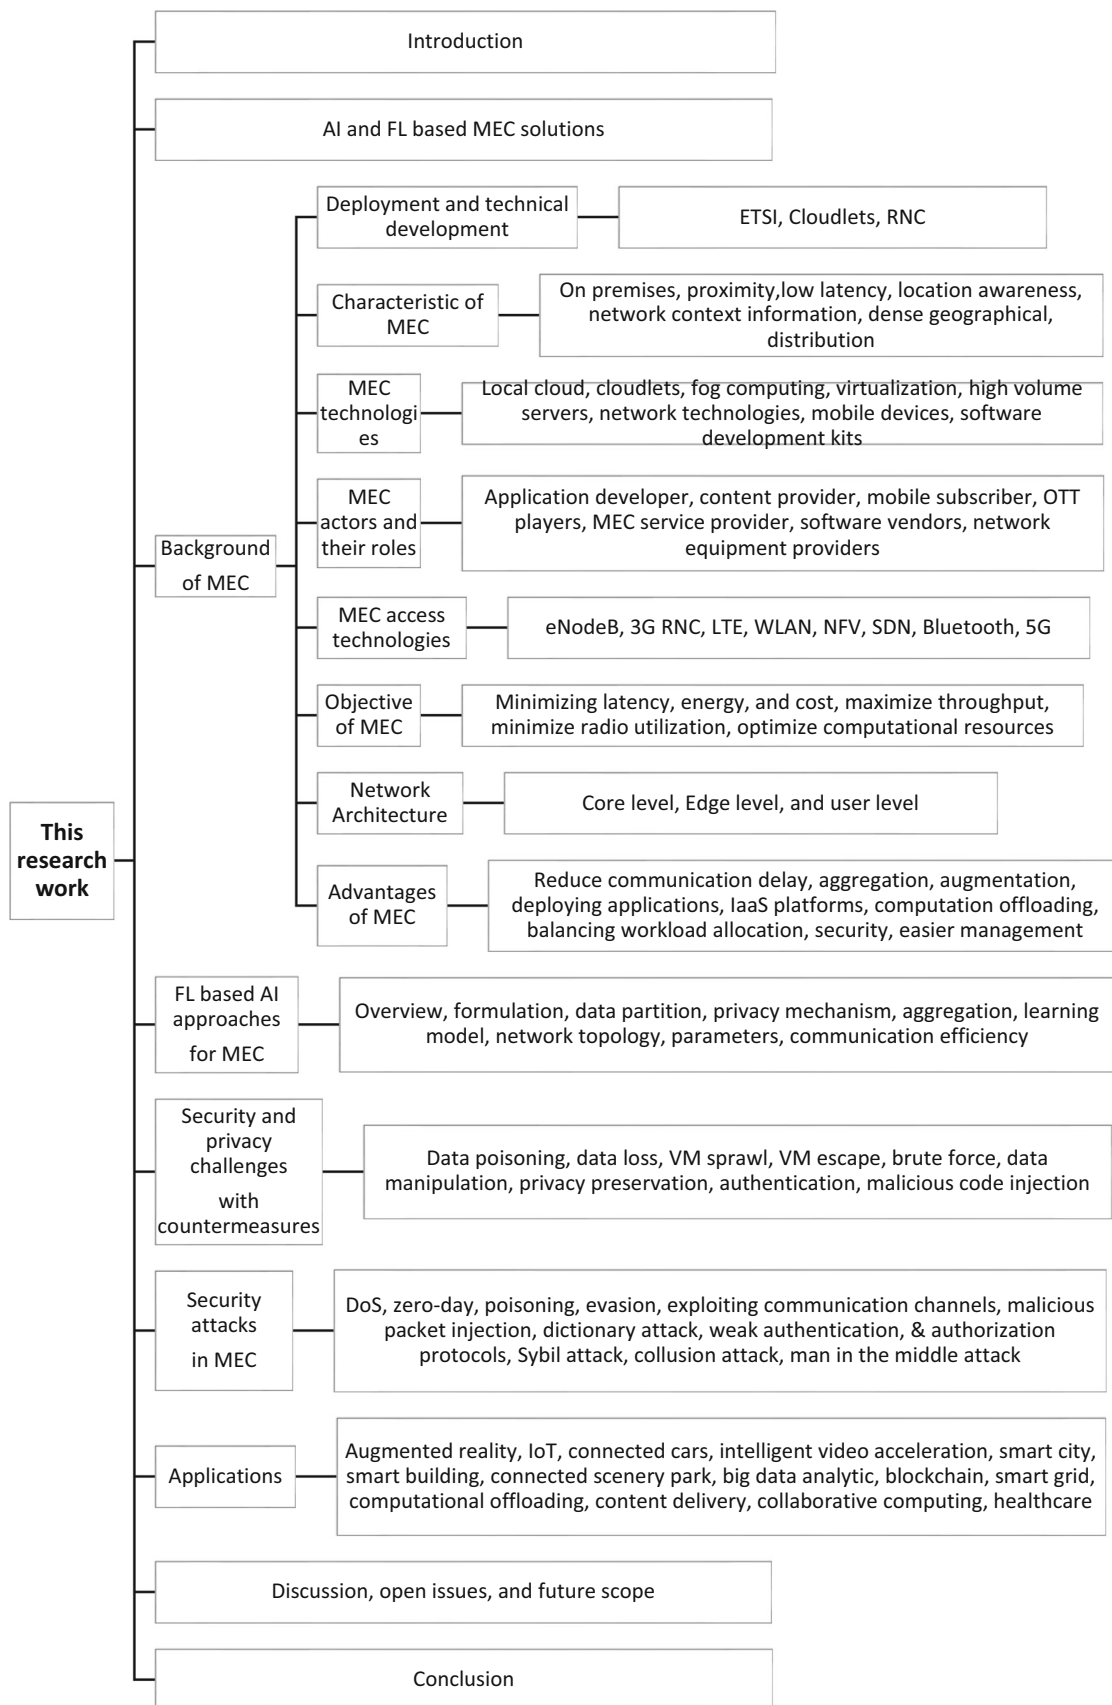 Introduction
AI and FL based MEC solutions
Deployment and technical
development
ETSI, Cloudlets, RNC
Characteristic of
MEC
On premises, proximity,low latency, location awareness,
network context information, dense geographical,
distribution
MEC
technologi
es
Local cloud, cloudlets, fog computing, virtualization, high volume
servers, network technologies, mobile devices, software
development kits
MEC
actors and
their roles
Application developer, content provider, mobile subscriber, OTT
players, MEC service provider, software vendors, network
equipment providers
Background
of MEC
MEC access
technologies
eNodeB, 3G RNC, LTE, WLAN, NFV, SDN, Bluetooth, 5G
Objective
of MEC
Minimizing latency, energy, and cost, maximize throughput,
minimize radio utilization, optimize computational resources
Network
Architecture
Core level, Edge level, and user level
This
research
work
Advantages
of MEC
Reduce communication delay, aggregation, augmentation,
deploying applications, IaaS platforms, computation offloading,
balancing workload allocation, security, easier management
FL based AI
approaches
for MEC
Overview, formulation, data partition, privacy mechanism, aggregation, learning
model, network topology, parameters, communication efficiency
Security and
privacy
challenges
with
countermeasures
Data poisoning, data loss, VM sprawl, VM escape, brute force, data
manipulation, privacy preservation, authentication, malicious code injection
Security
attacks
in MEC
DoS, zero-day, poisoning, evasion, exploiting communication channels, malicious
packet injection, dictionary attack, weak authentication, & authorization
protocols, Sybil attack, collusion attack, man in the middle attack
Applications
Augmented reality, IoT, connected cars, intelligent video acceleration, smart city,
smart building, connected scenery park, big data analytic, blockchain, smart grid,
computational offloading, content delivery, collaborative computing, healthcare
Discussion, open issues, and future scope
Conclusion